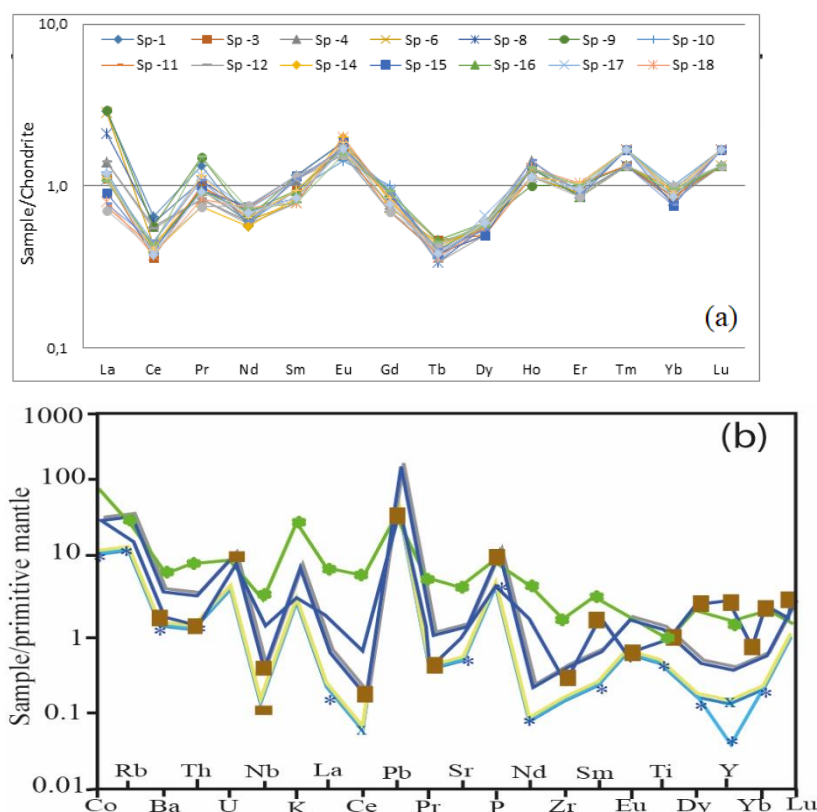 (a)
10,0
Sp-1 Sp -3 Sp -4 Sp -6 Sp -8 Sp -9 Sp -10
Sp -11 Sp -12 Sp -14 Sp -15 Sp -16 Sp -17 Sp -18
1,0
0,1
Sample/Chondrite
(a)
La Ce Pr Nd Sm Eu Gd Tb Dy Ho Er Tm Yb Lu
(b)
1000
100
10
1
0.1
0.01
Sample/primitive mantle
Rb Th Nb La Pb Sr Nd Sm Ti Y
Co Ba U K Ce Pr P Zr Eu Dy Yb Lu